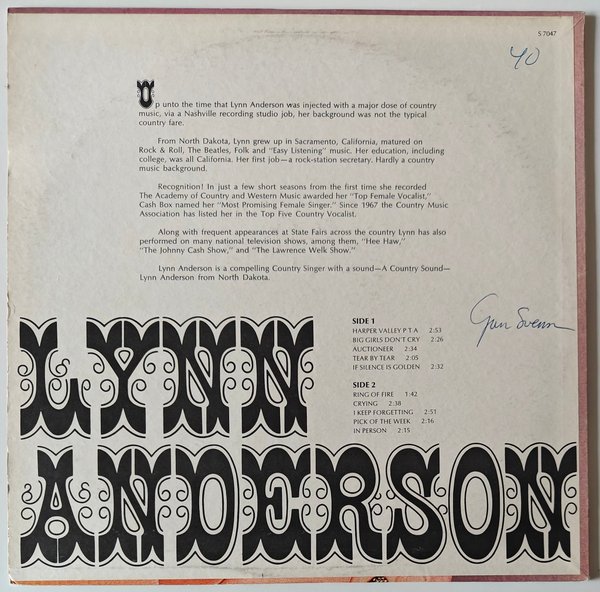 S 7047
40
Up unto the time that Lynn Anderson was injected with a major dose of country
music, via a Nashville recording studio job, her background was not the typical
country fare.
From North Dakota, Lynn grew up in Sacramento, California, matured on
Rock & Roll, The Beatles, Folk and "Easy Listening" music. Her education, including
college, was all California. Her first job—a rock-station secretary. Hardly a country
music background.
Recognition! In just a few short seasons from the first time she recorded
The Academy of Country and Western Music awarded her "Top Female Vocalist,"
Cash Box named her "Most Promising Female Singer." Since 1967 the Country Music
Association has listed her in the Top Five Country Vocalist.
Along with frequent appearances at State Fairs across the country Lynn has also
performed on many national television shows, among them, "Hee Haw,"
"The Johnny Cash Show," and "The Lawrence Welk Show."
Lynn Anderson is a compelling Country Singer with a sound—A Country Sound—
Lynn Anderson from North Dakota.
SIDE 1
HARPER VALLEY P T A 2:53
BIG GIRLS DON'T CRY 2:26
AUCTIONEER 2:34
TEAR BY TEAR 2:05
IF SILENCE IS GOLDEN 2:32
SIDE 2
RING OF FIRE 1:42
CRYING 2:38
I KEEP FORGETTING 2:51
PICK OF THE WEEK 2:16
IN PERSON 2:15
LYNN
ANDERSON